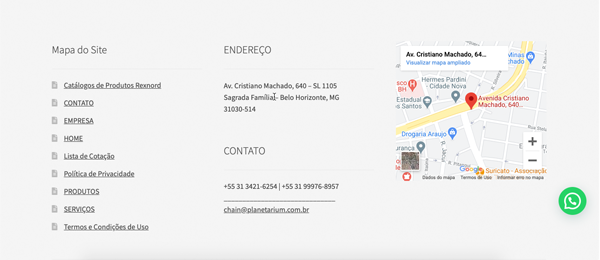 Mapa do Site
Catálogos de Produtos Rexnord
CONTATO
EMPRESA
HOME
Lista de Cotação
Política de Privacidade
PRODUTOS
SERVIÇOS
Termos e Condições de Uso
ENDEREÇO
Av. Cristiano Machado, 640 – SL 1105
Sagrada Família - Belo Horizonte, MG
31030-514
CONTATO
+55 31 3421-6254 | +55 31 99976-8957
chain@planetarium.com.br
Av. Cristiano Machado, 64…
Visualizar mapa ampliado
Minas
Machado
Hermes Pardini
Cidade Nova
BH
Estadual
os Santos
Avenida Cristiano
Machado, 640…
Drogaria Araujo
Google
Suricato - Associação
Dados do mapa
Termos de Uso
Informar erro no mapa